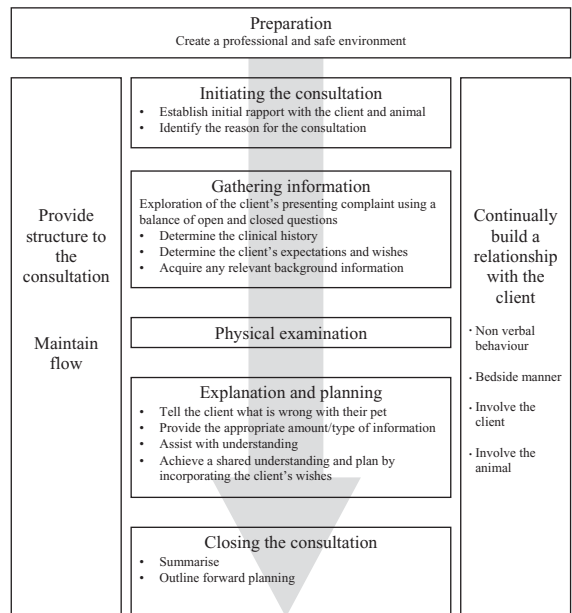 Preparation
Create a professional and safe environment
Provide
structure to
the
consultation
Maintain
flow
Initiating the consultation
• Establish initial rapport with the client and animal
• Identify the reason for the consultation
Gathering information
Exploration of the client's presenting complaint using a
balance of open and closed questions
• Determine the clinical history
• Determine the client's expectations and wishes
• Acquire any relevant background information
Physical examination
Explanation and planning
• Tell the client what is wrong with their pet
• Provide the appropriate amount/type of information
• Assist with understanding
• Achieve a shared understanding and plan by
incorporating the client's wishes
Closing the consultation
• Summarise
• Outline forward planning
Continually
build a
relationship
with the
client
· Non verbal
behaviour
· Bedside manner
· Involve the
client
· Involve the
animal